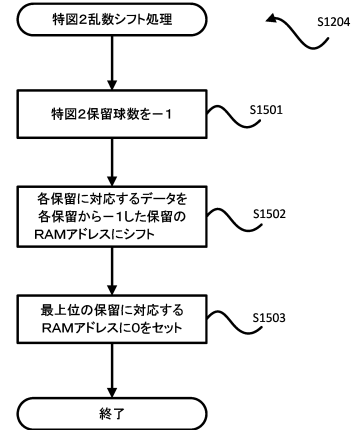 特図２乱数シフト処理
S1204
特図２保留球数を－１
S1501
各保留に対応するデータを
各保留から－１した保留の
ＲＡＭアドレスにシフト
S1502
最上位の保留に対応する
ＲＡＭアドレスに０をセット
S1503
終了